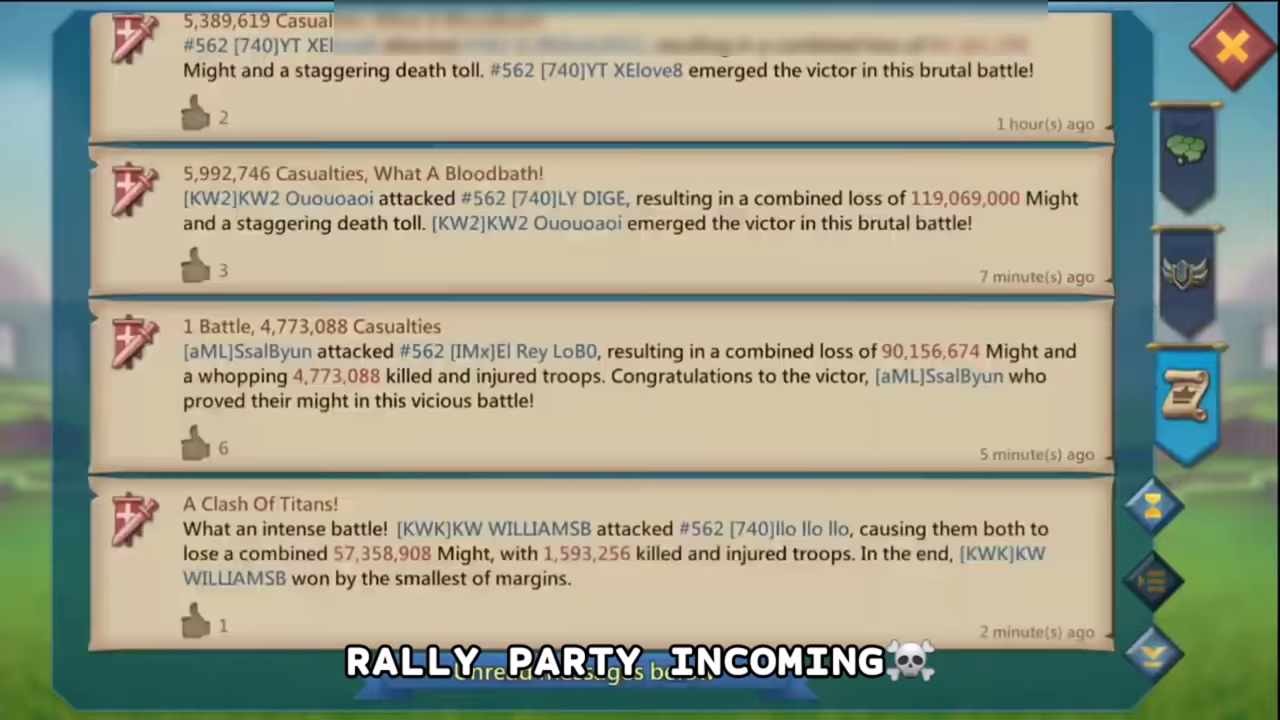 5,389,619 Casual
#562 [740]YT XEl
Might and a staggering death toll. #562 [740]YT XElove8 emerged the victor in this brutal battle!
2
1 hour(s) ago
5,992,746 Casualties, What A Bloodbath!
[KW2]KW2 Ououoaoi attacked #562 [740]LY DIGE, resulting in a combined loss of 119,069,000 Might
and a staggering death toll. [KW2]KW2 Ououoaoi emerged the victor in this brutal battle!
3
7 minute(s) ago
1 Battle, 4,773,088 Casualties
[aML]SsalByun attacked #562 [IMx]El Rey LoB0, resulting in a combined loss of 90,156,674 Might and
a whopping 4,773,088 killed and injured troops. Congratulations to the victor, [aML]SsalByun who
proved their might in this vicious battle!
6
5 minute(s) ago
A Clash Of Titans!
What an intense battle! [KWK]KW WILLIAMSB attacked #562 [740]llo llo llo, causing them both to
lose a combined 57,358,908 Might, with 1,593,256 killed and injured troops. In the end, [KWK]KW
WILLIAMSB won by the smallest of margins.
1
2 minute(s) ago
RALLY PARTY INCOMING☠️
Unread messages below